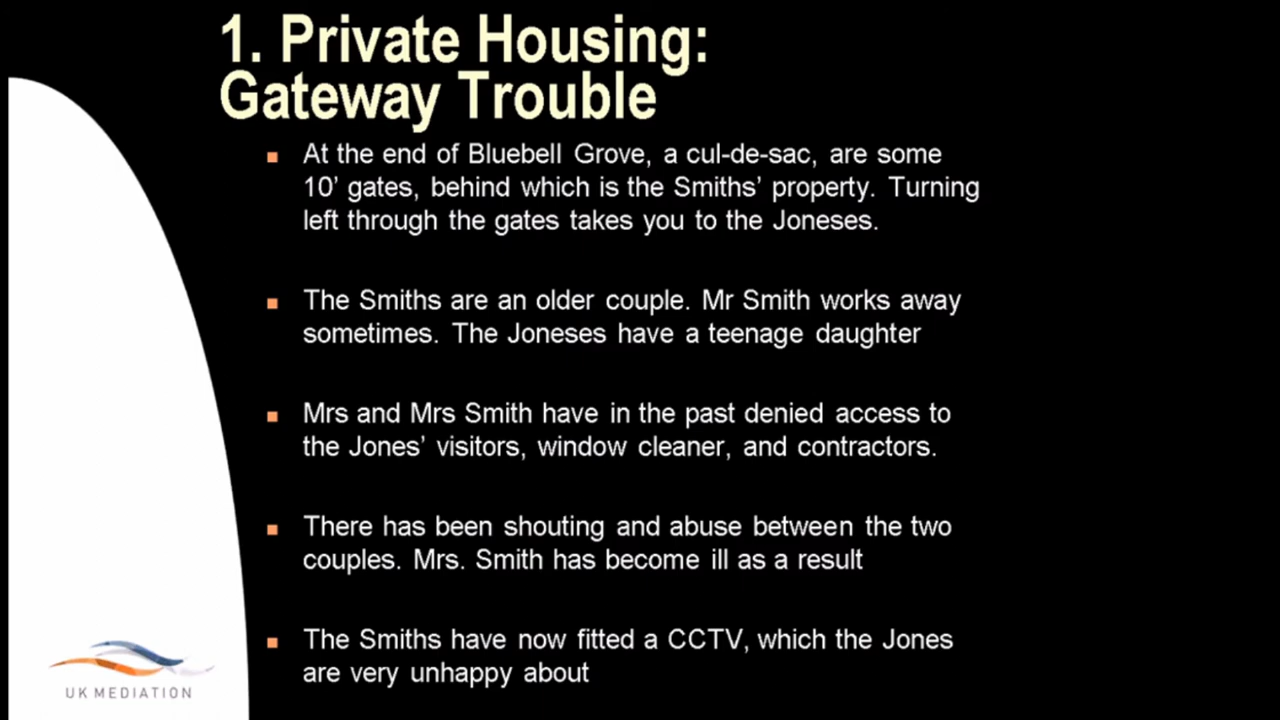 1. Private Housing:
Gateway Trouble
At the end of Bluebell Grove, a cul-de-sac, are some
10’ gates, behind which is the Smiths’ property. Turning
left through the gates takes you to the Joneses.
The Smiths are an older couple. Mr Smith works away
sometimes. The Joneses have a teenage daughter
Mrs and Mrs Smith have in the past denied access to
the Jones’ visitors, window cleaner, and contractors.
There has been shouting and abuse between the two
couples. Mrs. Smith has become ill as a result
The Smiths have now fitted a CCTV, which the Jones
are very unhappy about
UK MEDIATION